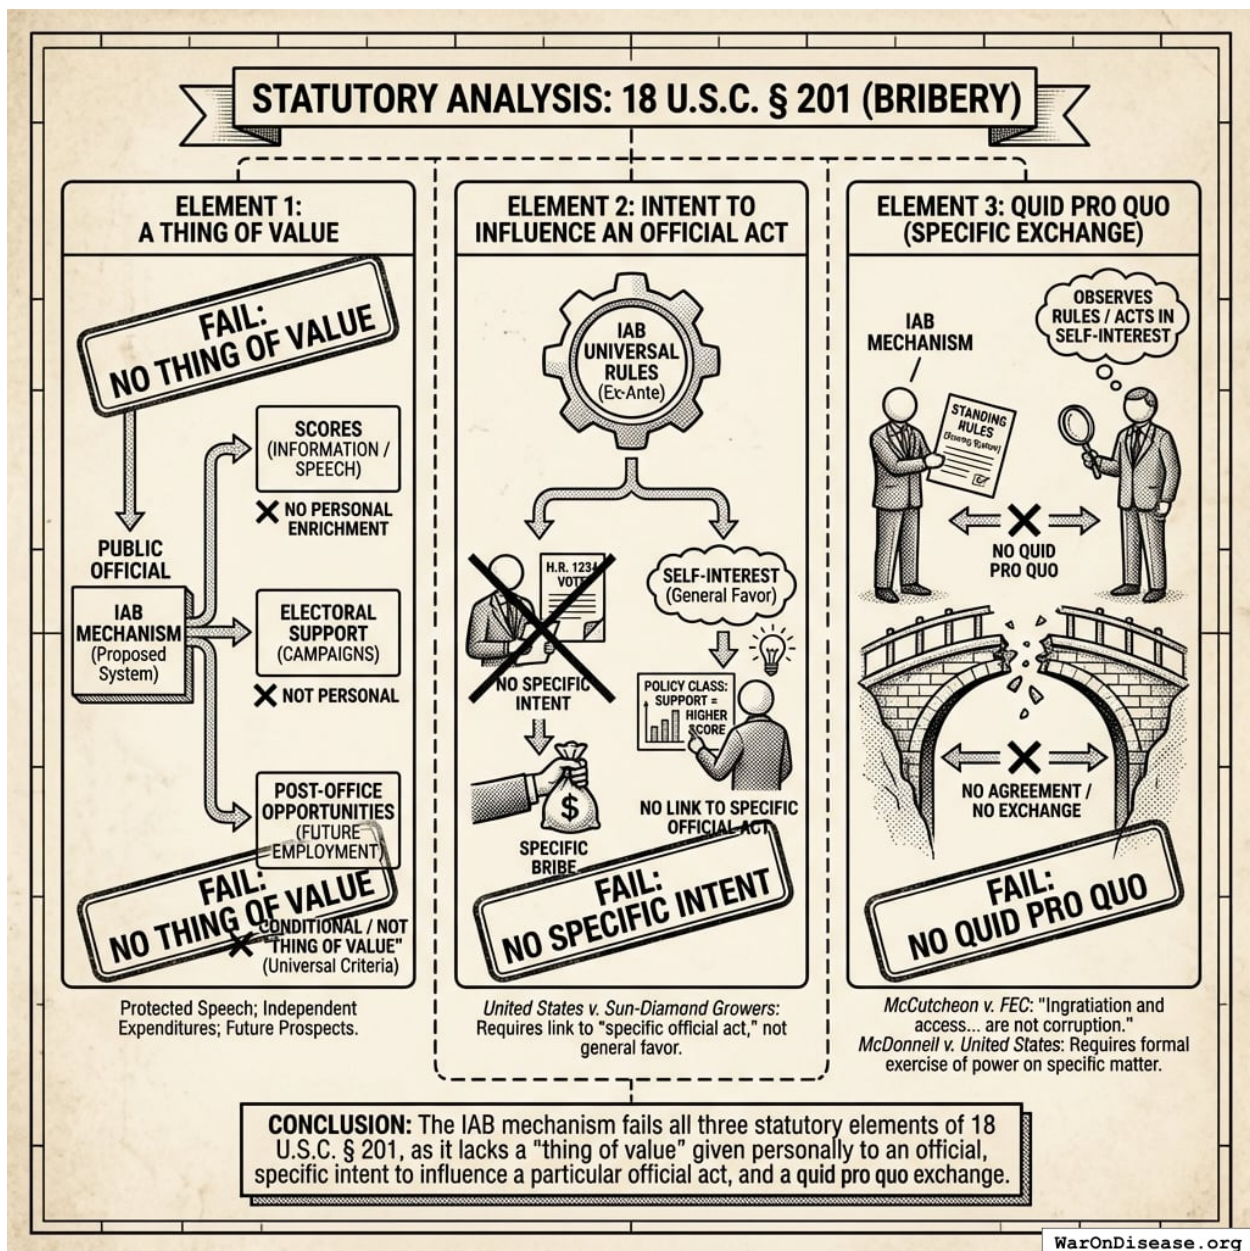 STATUTORY ANALYSIS: 18 U.S.C. § 201 (BRIBERY)
ELEMENT 1:
A THING OF VALUE
FAIL:
NO THING OF VALUE
PUBLIC
OFFICIAL
IAB
MECHANISM
(Proposed
System)
SCORES
(INFORMATION /
SPEECH)
NO PERSONAL
ENRICHMENT
ELECTORAL
SUPPORT
(CAMPAIGNS)
NOT PERSONAL
POST-OFFICE
OPPORTUNITIES
(FUTURE
EMPLOYMENT)
FAIL:
NO THING OF VALUE
CONDITIONAL / NOT
"THING OF VALUE"
(Universal Criteria)
Protected Speech; Independent
Expenditures; Future Prospects.
ELEMENT 2: INTENT TO
INFLUENCE AN OFFICIAL ACT
IAB
UNIVERSAL
RULES
(Ex-Ante)
H.R. 1234
VOTE
NO SPECIFIC
INTENT
SPECIFIC
BRIBE
SELF-INTEREST
(General Favor)
POLICY CLASS:
SUPPORT =
HIGHER
SCORE
NO LINK TO SPECIFIC
OFFICIAL ACT
FAIL:
NO SPECIFIC INTENT
United States v. Sun-Diamond Growers:
Requires link to "specific official act," not
general favor.
ELEMENT 3: QUID PRO QUO
(SPECIFIC EXCHANGE)
OBSERVES
RULES / ACTS IN
SELF-INTEREST
IAB
MECHANISM
STANDING
RULES
NO QUID
PRO QUO
NO AGREEMENT /
NO EXCHANGE
FAIL:
NO QUID PRO QUO
McCutcheon v. FEC: "Ingratiation and
access... are not corruption."
McDonnell v. United States: Requires formal
exercise of power on specific matter.
CONCLUSION: The IAB mechanism fails all three statutory elements of 18
U.S.C. § 201, as it lacks a "thing of value" given personally to an official,
specific intent to influence a particular official act, and a quid pro quo exchange.
WarOnDisease.org